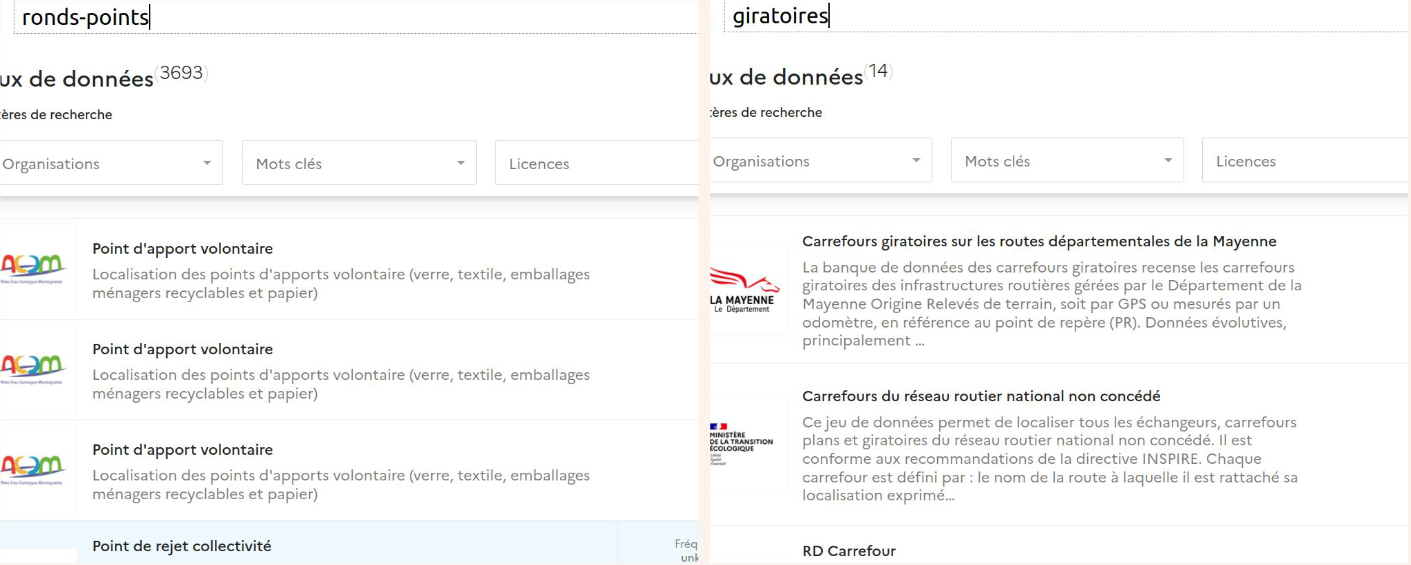 ronds-points
ux de données(3693)
tères de recherche
Organisations
Mots clés
Licences
Point d'apport volontaire
Localisation des points d'apports volontaire (verre, textile, emballages
ménagers recyclables et papier)
Point d'apport volontaire
Localisation des points d'apports volontaire (verre, textile, emballages
ménagers recyclables et papier)
Point d'apport volontaire
Localisation des points d'apports volontaire (verre, textile, emballages
ménagers recyclables et papier)
Point de rejet collectivité
Fréq
unk
giratoires
ux de données(14)
tères de recherche
Organisations
Mots clés
Licences
LA MAYENNE
Le Département
Carrefours giratoires sur les routes départementales de la Mayenne
La banque de données des carrefours giratoires recense les carrefours
giratoires des infrastructures routières gérées par le Département de la
Mayenne Origine Relevés de terrain, soit par GPS ou mesurés par un
odomètre, en référence au point de repère (PR). Données évolutives,
principalement ...
MINISTÈRE
DE LA TRANSITION
ÉCOLOGIQUE
Carrefours du réseau routier national non concédé
Ce jeu de données permet de localiser tous les échangeurs, carrefours
plans et giratoires du réseau routier national non concédé. Il est
conforme aux recommandations de la directive INSPIRE. Chaque
carrefour est défini par : le nom de la route à laquelle il est rattaché sa
localisation exprimé...
RD Carrefour